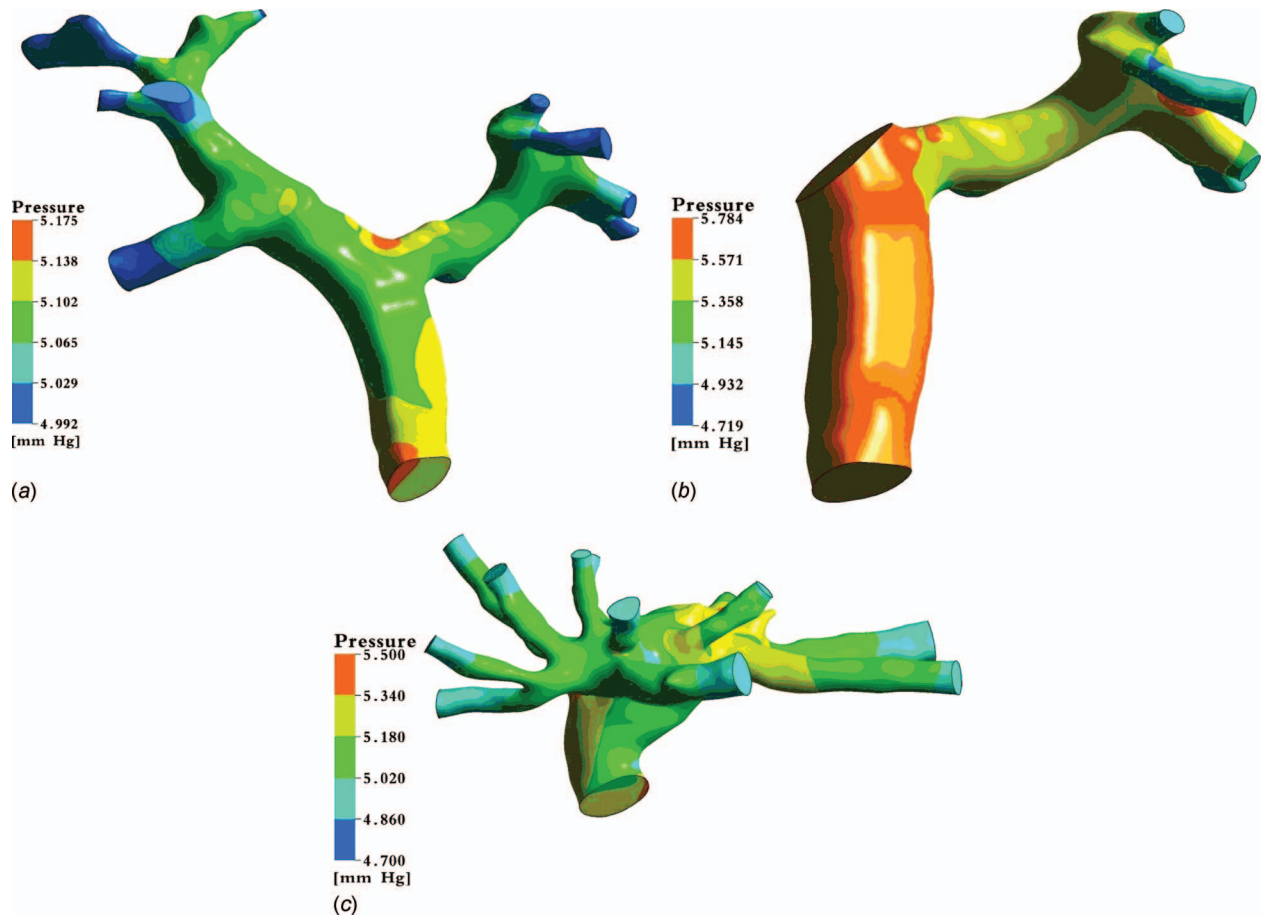 Pressure
5.175
5.138
5.102
5.065
5.029
4.992
[mm Hg]
(a)
Pressure
5.784
5.571
5.358
5.145
4.932
4.719
[mm Hg]
(b)
Pressure
5.500
5.340
5.180
5.020
4.860
4.700
[mm Hg]
(c)